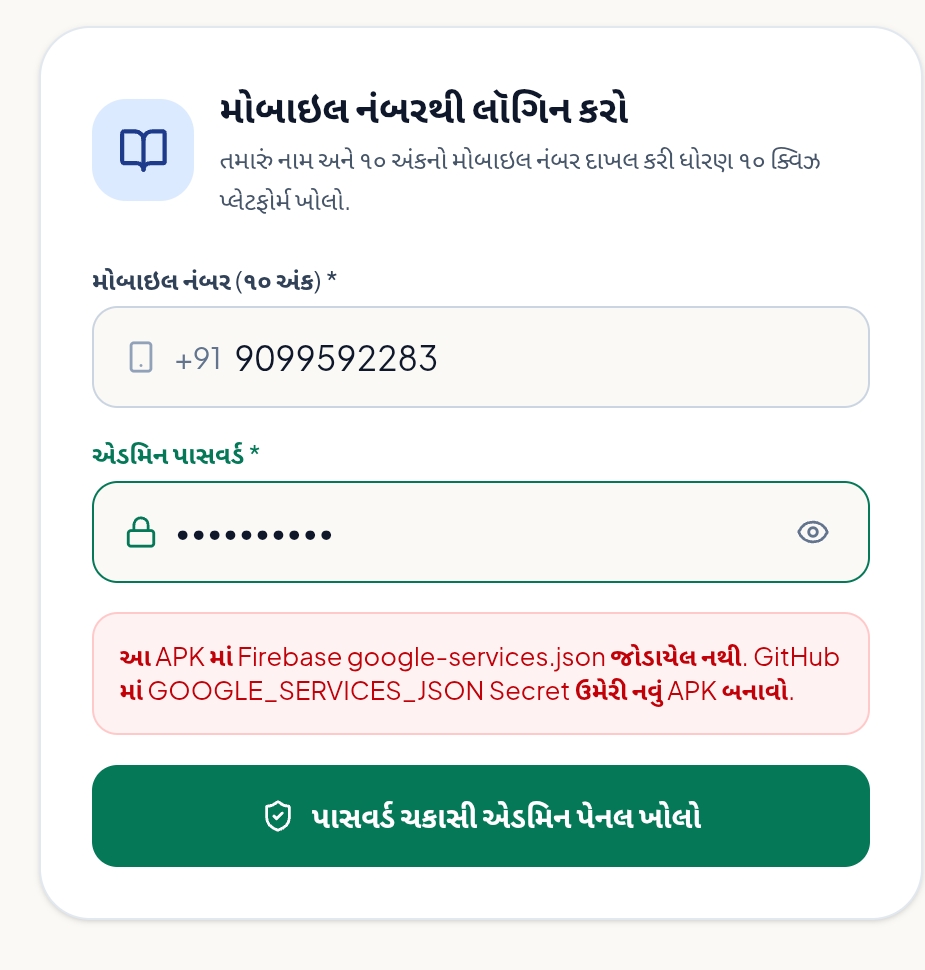 મોબાઇલ નંબરથી લૉગિન કરો
તમારું નામ અને ૧૦ અંકનો મોબાઇલ નંબર દાખલ કરી ધોરણ ૧૦ ક્વિઝ
પ્લેટફોર્મ ખોલો.
મોબાઇલ નંબર (૧૦ અંક) *
+91 9099592283
એડમિન પાસવર્ડ *
••••••••••
આ APK માં Firebase google-services.json જોડાયેલ નથી. GitHub
માં GOOGLE_SERVICES_JSON Secret ઉમેરી નવું APK બનાવો.
પાસવર્ડ ચકાસી એડમિન પેનલ ખોલો